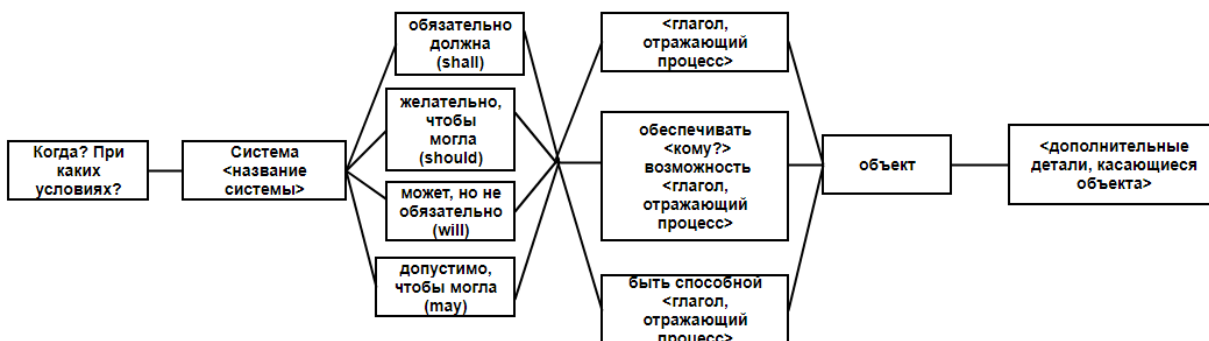 Когда? При
каких
условиях?
Система
<название
системы>
обязательно
должна
(shall)
желательно,
чтобы
могла
(should)
может, но не
обязательно
(will)
допустимо,
чтобы могла
(may)
<глагол,
отражающий
процесс>
обеспечивать
<кому?>
возможность
<глагол,
отражающий
процесс>
быть способной
<глагол,
отражающий
процесс>
объект
<дополнительные
детали, касающиеся
объекта>